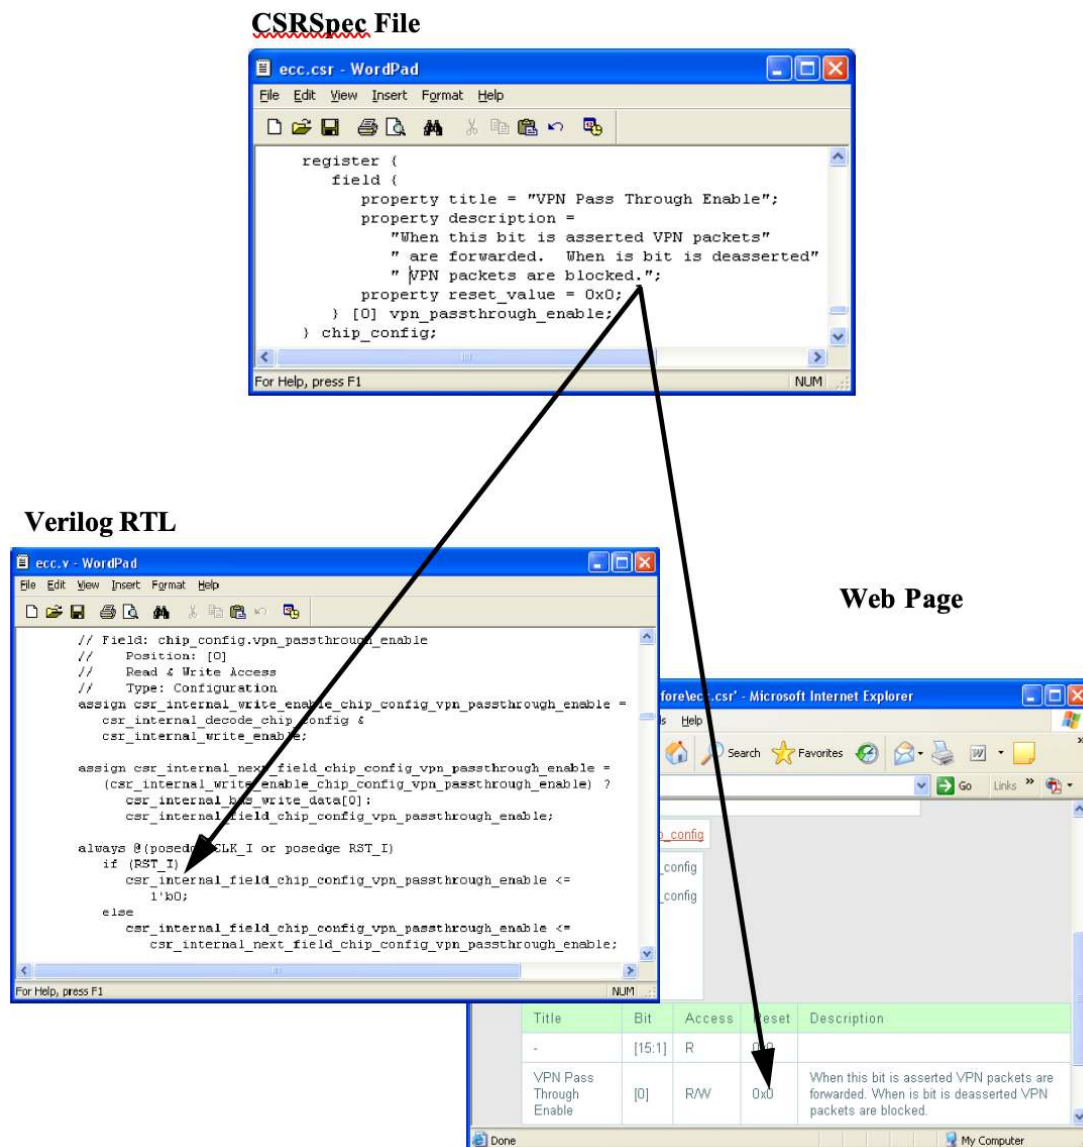 CSRSpec File
ecc.csr - WordPad
File Edit View Insert Format Help
register {
field {
property title = "VPN Pass Through Enable";
property description =
"When this bit is asserted VPN packets"
" are forwarded.  When is bit is deasserted"
" VPN packets are blocked.";
property reset_value = 0x0;
} [0] vpn_passthrough_enable;
} chip_config;
For Help, press F1 NUM
Verilog RTL
ecc.v - WordPad
File Edit View Insert Format Help
// Field: chip_config.vpn_passthrough_enable
// Position: [0]
// Read & Write Access
// Type: Configuration
assign csr_internal_write_enable_chip_config_vpn_passthrough_enable =
csr_internal_decode_chip_config &
csr_internal_write_enable;
assign csr_internal_next_field_chip_config_vpn_passthrough_enable =
(csr_internal_write_enable_chip_config_vpn_passthrough_enable) ?
csr_internal_bus_write_data[0] :
csr_internal_field_chip_config_vpn_passthrough_enable;
always @(posedge CLK_I or posedge RST_I)
if (RST_I)
csr_internal_field_chip_config_vpn_passthrough_enable <=
1'b0;
else
csr_internal_field_chip_config_vpn_passthrough_enable <=
csr_internal_next_field_chip_config_vpn_passthrough_enable;
For Help, press F1 NUM
Web Page
fore\ecc.csr' - Microsoft Internet Explorer
Help
Search Favorites
Go Links »
_config
_config
_config
Title Bit Access Reset Description
- [15:1] R 0x0
VPN Pass Through Enable [0] R/W 0x0 When this bit is asserted VPN packets are
forwarded. When is bit is deasserted VPN
packets are blocked.
Done My Computer